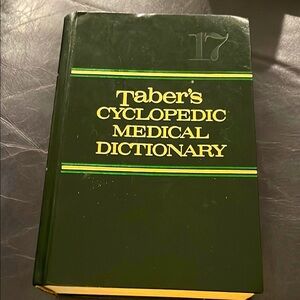 17
Taber's
CYCLOPEDIC
MEDICAL
DICTIONARY